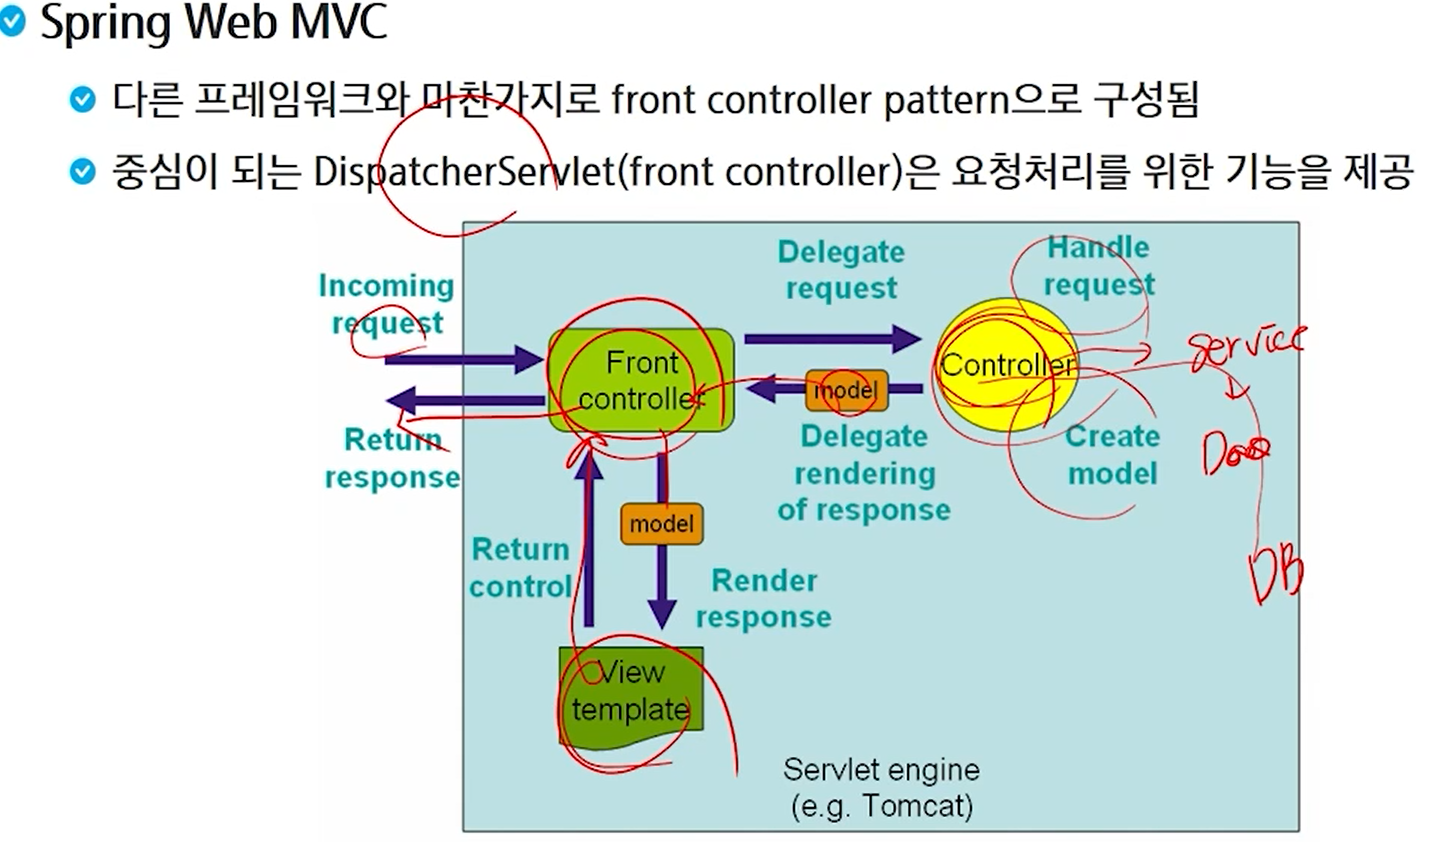 Spring Web MVC
다른 프레임워크와 마찬가지로 front controller pattern으로 구성됨
중심이 되는 DispatcherServlet(front controller)은 요청처리를 위한 기능을 제공
Incoming
request
Return
response
Front
controller
Delegate
request
model
Delegate
rendering
of response
Controller
Handle
request
Create
model
service
Dao
DB
Return
control
model
Render
response
View
template
Servlet engine
(e.g. Tomcat)